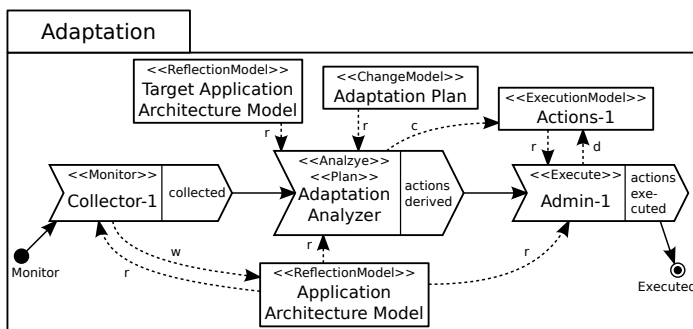 Adaptation
<<ReflectionModel>>
Target Application
Architecture Model
<<ChangeModel>>
Adaptation Plan
<<ExecutionModel>>
Actions-1
r
r
c
r
d
<<Monitor>>
Collector-1
collected
<<Analzye>>
<<Plan>>
Adaptation
Analyzer
actions
derived
<<Execute>>
Admin-1
actions
exe-
cuted
Monitor
w
r
r
r
<<ReflectionModel>>
Application
Architecture Model
Executed